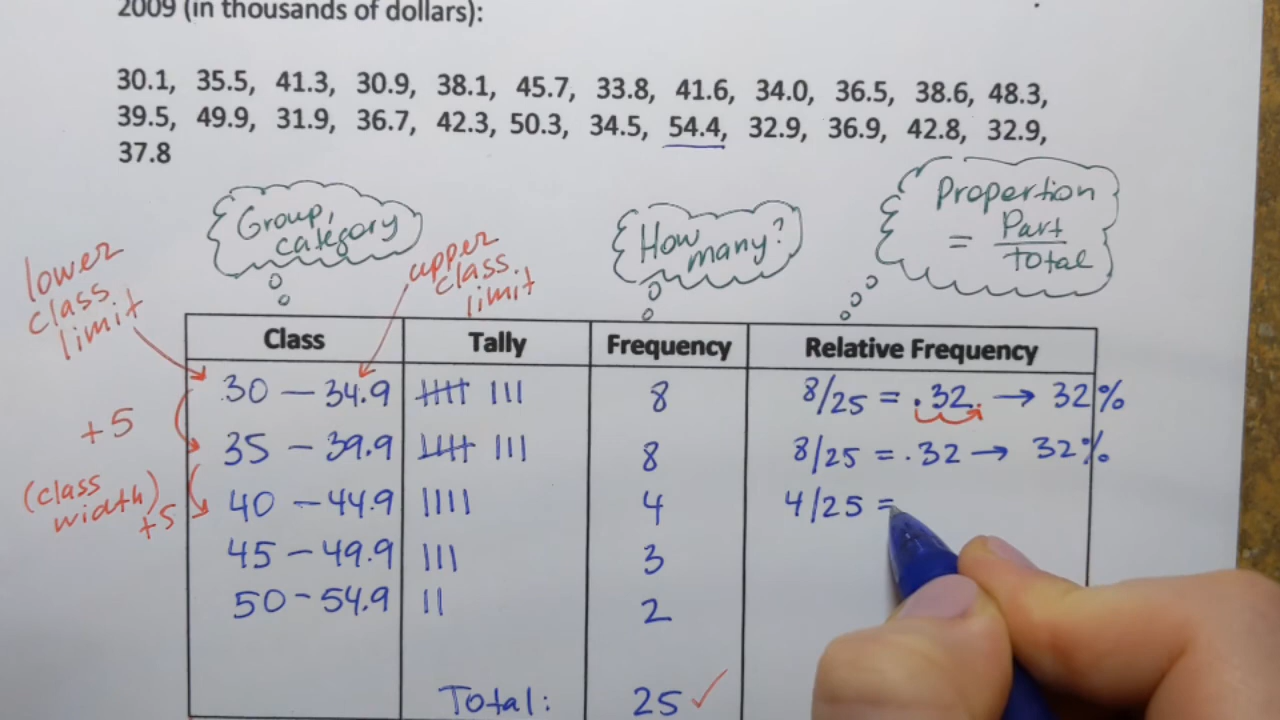 2009 (in thousands of dollars):
30.1, 35.5, 41.3, 30.9, 38.1, 45.7, 33.8, 41.6, 34.0, 36.5, 38.6, 48.3,
39.5, 49.9, 31.9, 36.7, 42.3, 50.3, 34.5, 54.4, 32.9, 36.9, 42.8, 32.9,
37.8
Group,
category
How
many?
Propertion
= Part
Total
lower
class
limit
upper
class
limit
Class Tally Frequency Relative Frequency
30 – 34.9 |||| ||| 8 8/25 = .32. → 32%
+5
35 – 39.9 |||| ||| 8 8/25 = .32 → 32%
(class
width)
+5
40 – 44.9 |||| 4 4/25 =
45 – 49.9 ||| 3
50 – 54.9 || 2
Total: 25 ✓